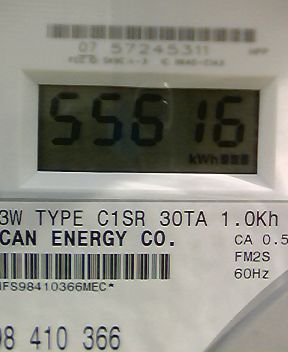 07 57245311
55616
kWh
3W TYPE C1SR 30TA 1.0Kh
CAN ENERGY CO.
CA 0.5
FM2S
60Hz
IFS98410366MEC*
98 410 366